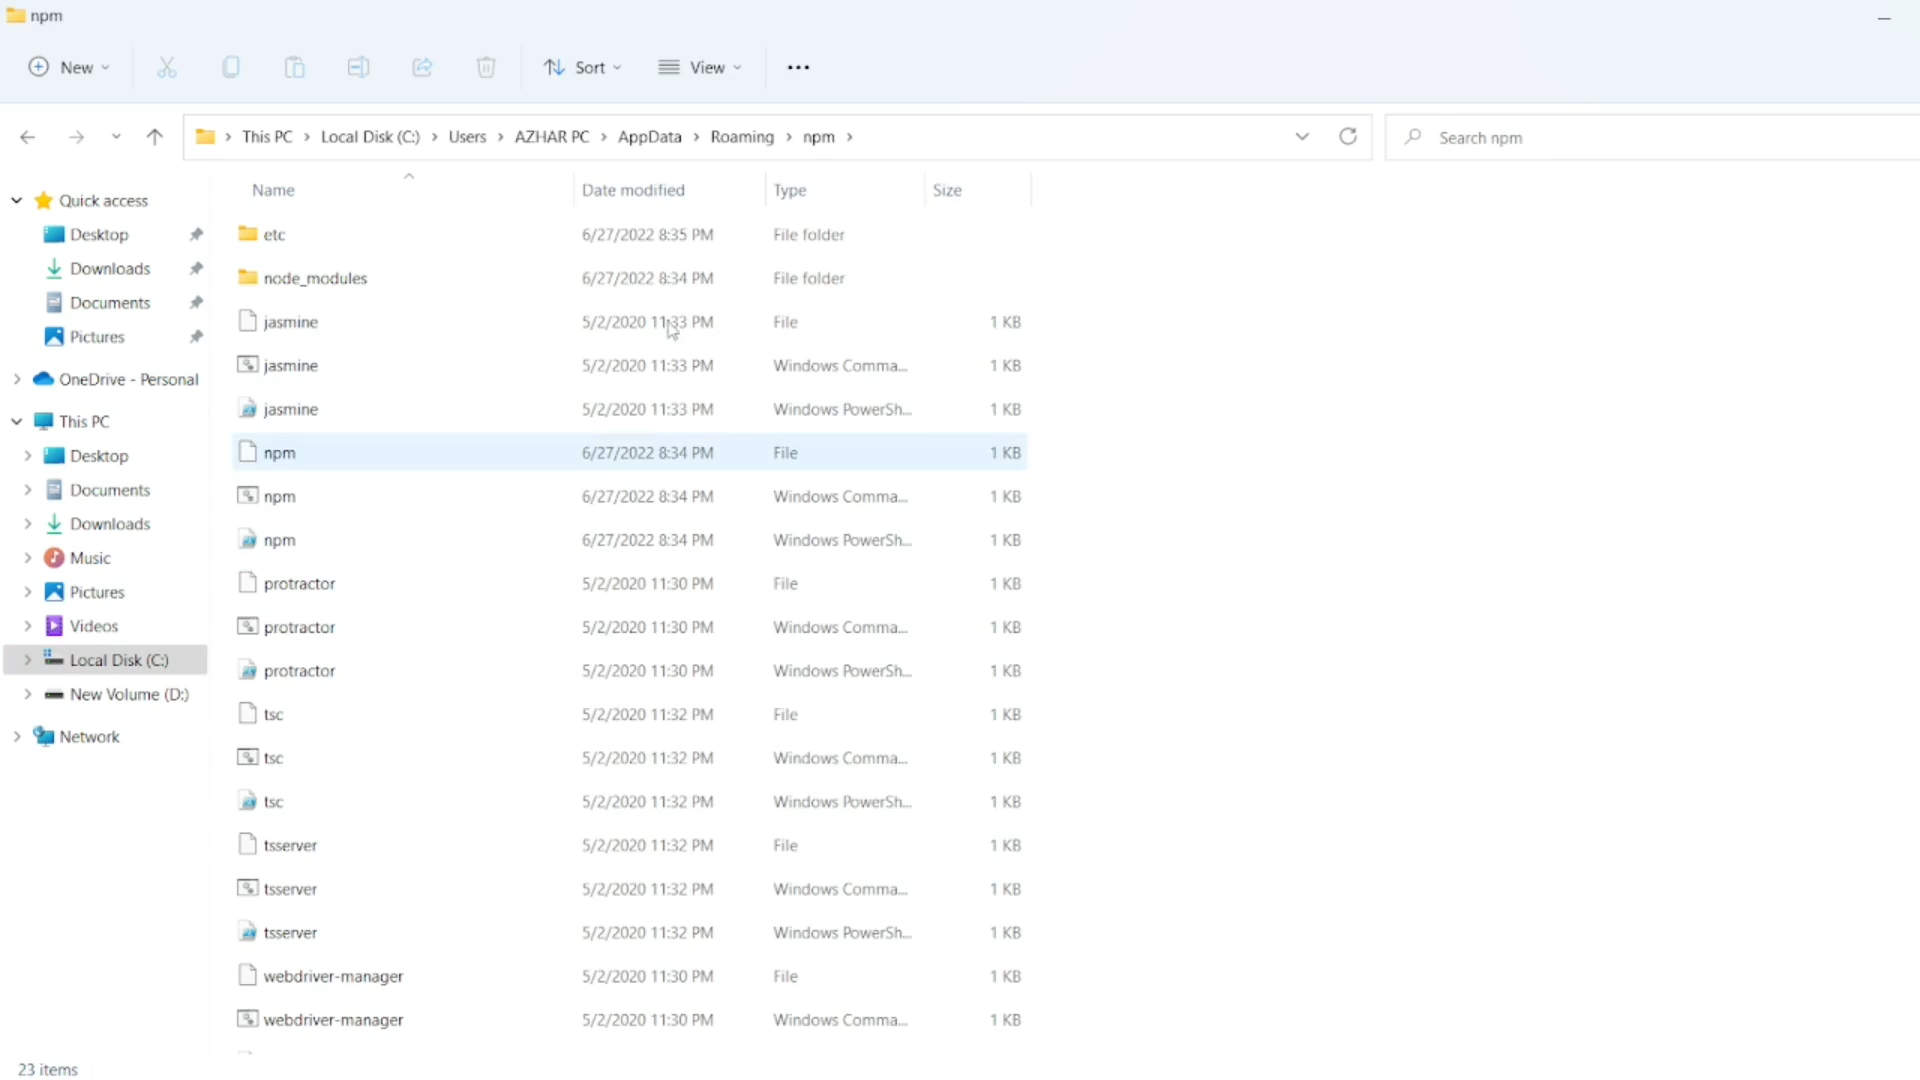 npm
New
Sort
View
This PC Local Disk (C:) Users AZHAR PC AppData Roaming npm
Search npm
Name Date modified Type Size
Quick access
Desktop
Downloads
Documents
Pictures
OneDrive - Personal
This PC
Desktop
Documents
Downloads
Music
Pictures
Videos
Local Disk (C:)
New Volume (D:)
Network
etc 6/27/2022 8:35 PM File folder
node_modules 6/27/2022 8:34 PM File folder
jasmine 5/2/2020 11:33 PM File 1 KB
jasmine 5/2/2020 11:33 PM Windows Comma... 1 KB
jasmine 5/2/2020 11:33 PM Windows PowerSh... 1 KB
npm 6/27/2022 8:34 PM File 1 KB
npm 6/27/2022 8:34 PM Windows Comma... 1 KB
npm 6/27/2022 8:34 PM Windows PowerSh... 1 KB
protractor 5/2/2020 11:30 PM File 1 KB
protractor 5/2/2020 11:30 PM Windows Comma... 1 KB
protractor 5/2/2020 11:30 PM Windows PowerSh... 1 KB
tsc 5/2/2020 11:32 PM File 1 KB
tsc 5/2/2020 11:32 PM Windows Comma... 1 KB
tsc 5/2/2020 11:32 PM Windows PowerSh... 1 KB
tsserver 5/2/2020 11:32 PM File 1 KB
tsserver 5/2/2020 11:32 PM Windows Comma... 1 KB
tsserver 5/2/2020 11:32 PM Windows PowerSh... 1 KB
webdriver-manager 5/2/2020 11:30 PM File 1 KB
webdriver-manager 5/2/2020 11:30 PM Windows Comma... 1 KB
23 items